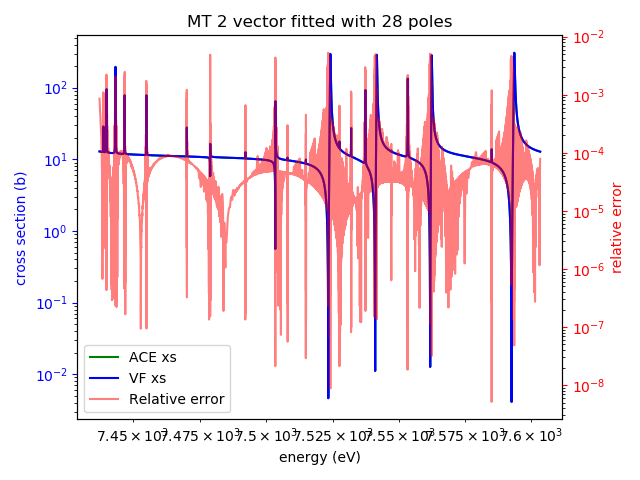 MT 2 vector fitted with 28 poles
cross section (b)
10²
10¹
10⁰
10⁻¹
10⁻²
10⁻²
10⁻³
10⁻⁴
10⁻⁵
10⁻⁶
10⁻⁷
10⁻⁸
relative error
ACE xs
VF xs
Relative error
7.45 × 10³ 7.475 × 10³ 7.5 × 10³ 7.525 × 10³ 7.55 × 10³ 7.575 × 10³ 7.6 × 10³
energy (eV)